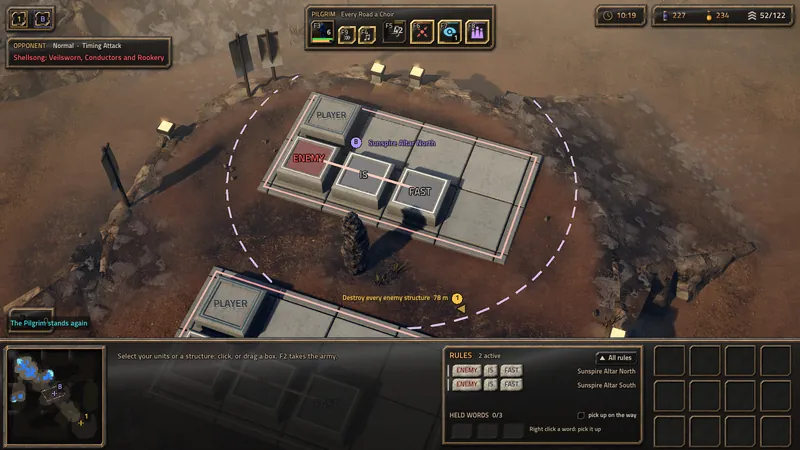 1 8
OPPONENT · Normal · Timing Attack
Shellsong: Veilsworn, Conductors and Rookery
PILGRIM Every Road a Choir
F2 6
F5 42
1
10:19
227
234
52/122
PLAYER
8 Sunspire Altar North
ENEMY
IS
FAST
Destroy every enemy structure 78 m 1
PLAYER
The Pilgrim stands again
8
1
Select your units or a structure: click, or drag a box. F2 takes the army.
RULES 2 active
All rules
ENEMY IS FAST Sunspire Altar North
ENEMY IS FAST Sunspire Altar South
HELD WORDS 0/3
pick up on the way
Right click a word: pick it up